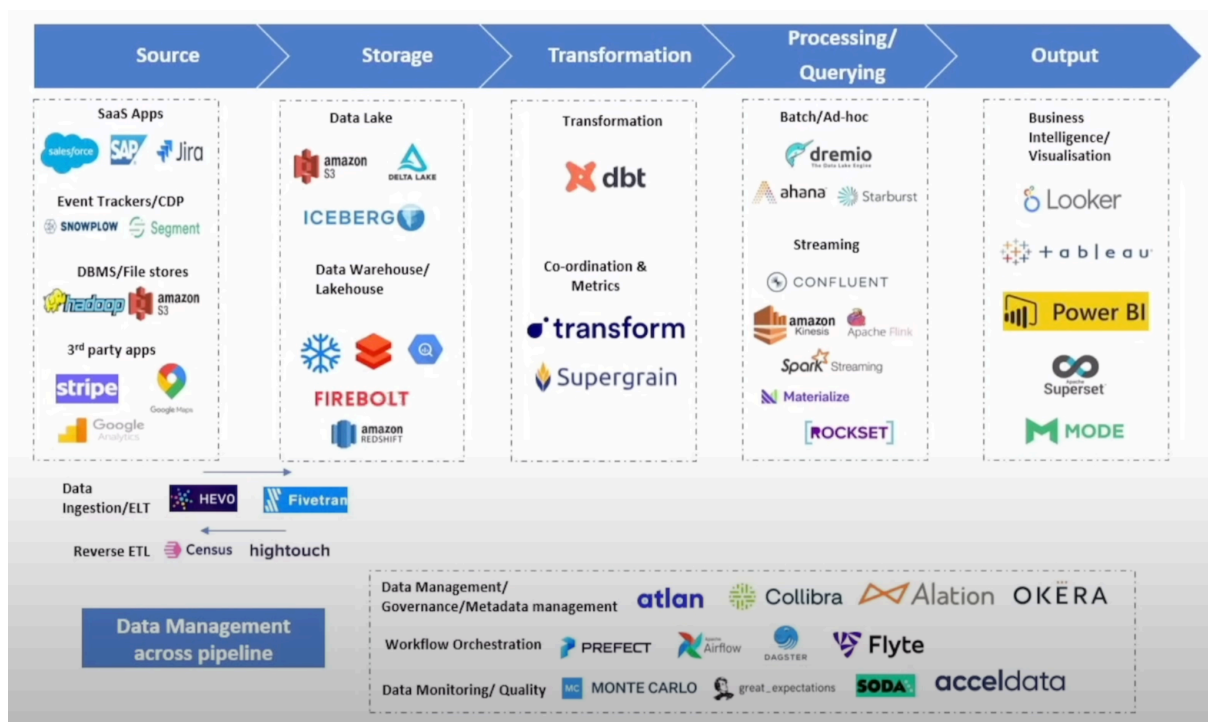 Source
Storage
Transformation
Processing/
Querying
Output
SaaS Apps
salesforce
SAP
Jira
Event Trackers/CDP
SNOWPLOW
Segment
DBMS/File stores
hadoop
amazon
S3
3rd party apps
stripe
Google Maps
Google
Analytics
Data Lake
amazon
S3
DELTA LAKE
ICEBERG
Data Warehouse/
Lakehouse
FIREBOLT
amazon
REDSHIFT
Transformation
dbt
Co-ordination &
Metrics
transform
Supergrain
Batch/Ad-hoc
dremio
The Data Lake Engine
ahana
Starburst
Streaming
CONFLUENT
amazon
Kinesis
Apache Flink
Spark Streaming
Materialize
[ROCKSET]
Business
Intelligence/
Visualisation
Looker
+ableau
Power BI
Apache
Superset
MODE
Data
Ingestion/ELT
HEVO
Fivetran
Reverse ETL
Census
hightouch
Data Management
across pipeline
Data Management/
Governance/Metadata management
atlan
Collibra
Alation
OKERA
Workflow Orchestration
PREFECT
Apache
Airflow
DAGSTER
Flyte
Data Monitoring/ Quality
MC
MONTE CARLO
great_expectations
SODA
acceldata